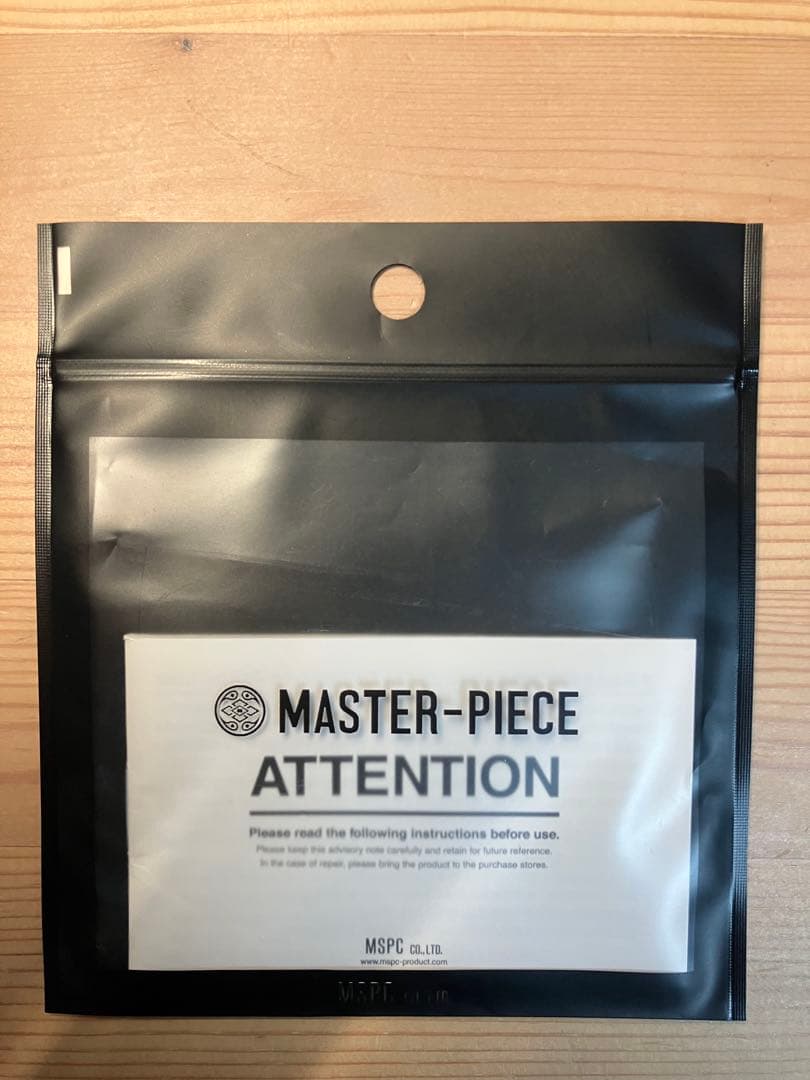 MASTER-PIECE
ATTENTION
Please read the following instructions before use.
Please keep this advisory note carefully and retain for future reference.
In the case of repair, please bring the product to the purchase stores.
MSPC CO.,LTD.
www.mspc-product.com
MSPC